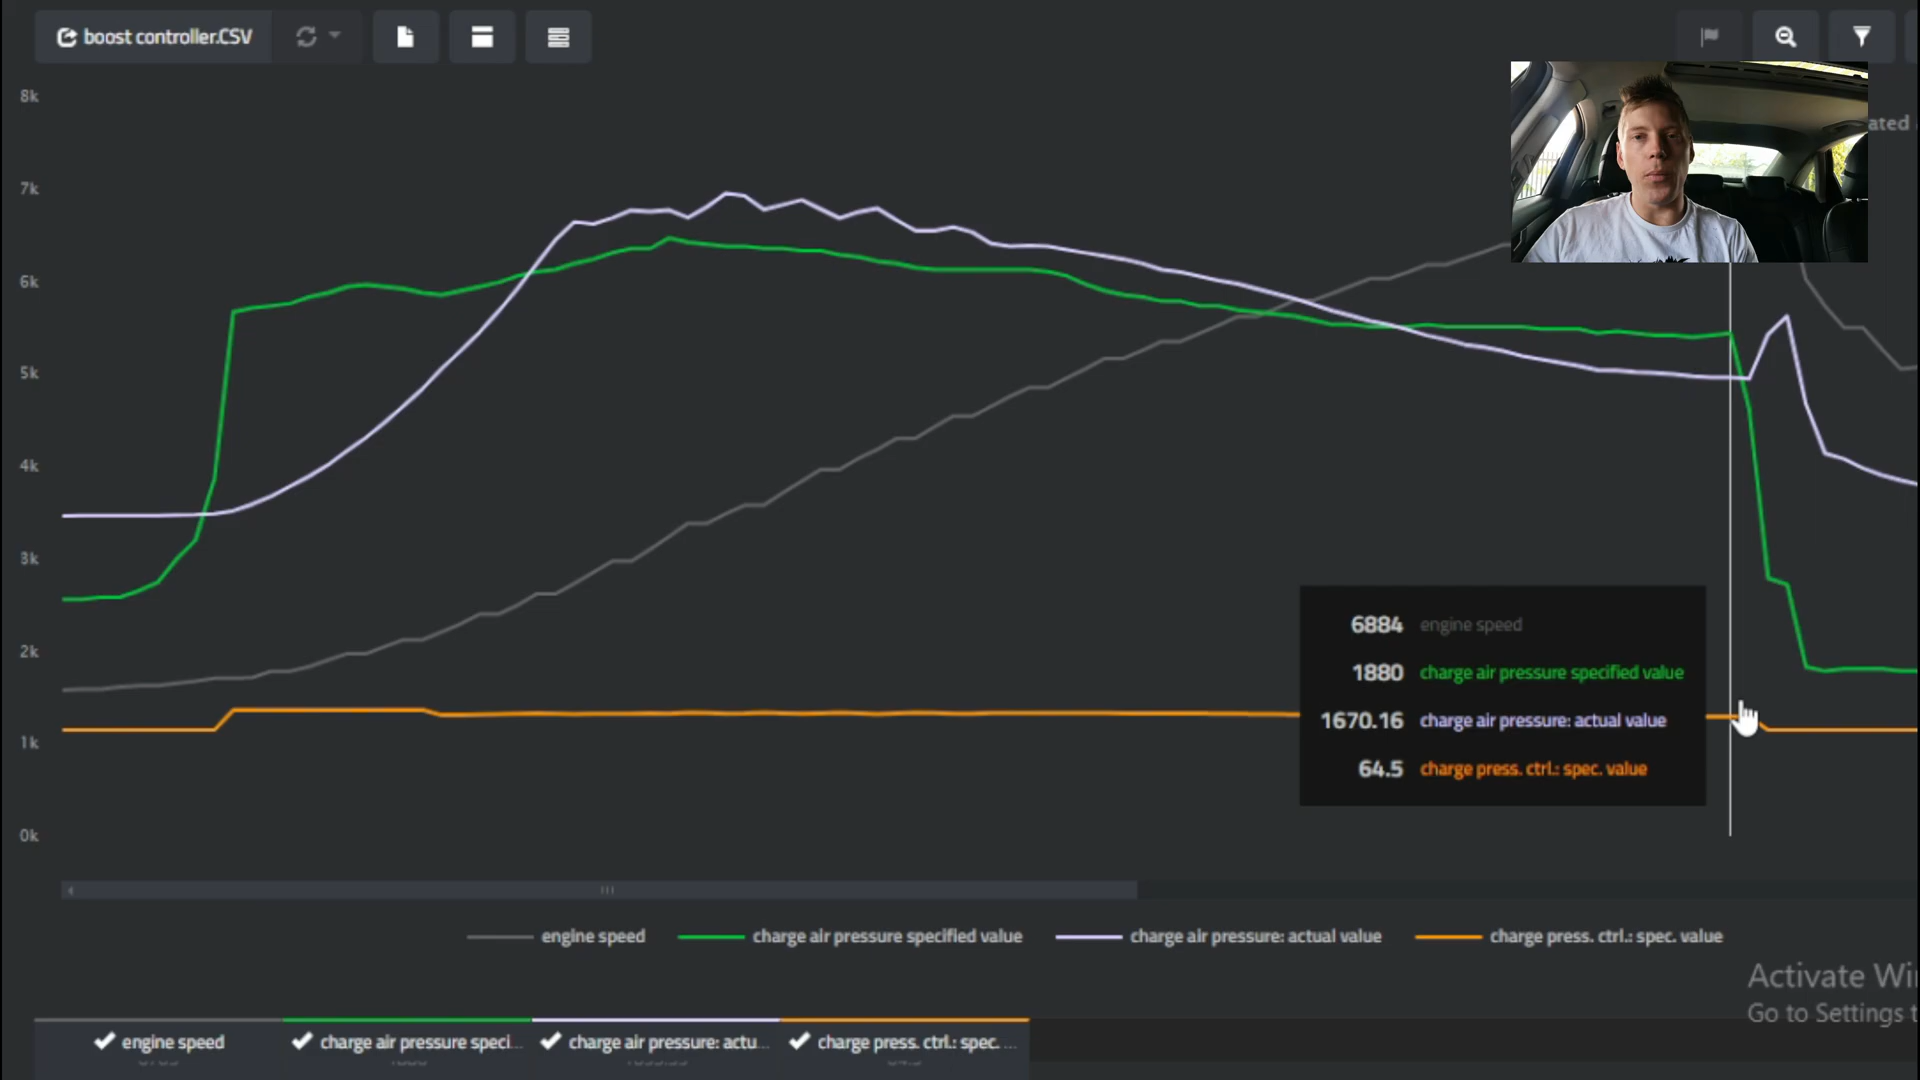 boost controller.CSV
ated
8k
7k
6k
5k
4k
3k
2k
1k
0k
6884 engine speed
1880 charge air pressure specified value
1670.16 charge air pressure: actual value
64.5 charge press. ctrl.: spec. value
engine speed charge air pressure specified value charge air pressure: actual value charge press. ctrl.: spec. value
Activate Wi
Go to Settings t
engine speed charge air pressure speci... charge air pressure: actu... charge press. ctrl.: spec. ...